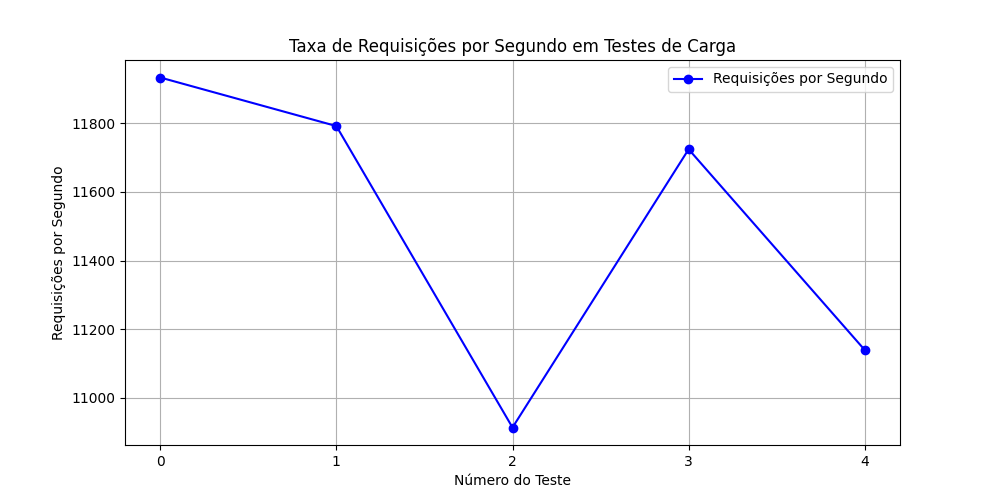 Taxa de Requisições por Segundo em Testes de Carga
Requisições por Segundo
Requisições por Segundo
11800
11600
11400
11200
11000
0 1 2 3 4
Número do Teste